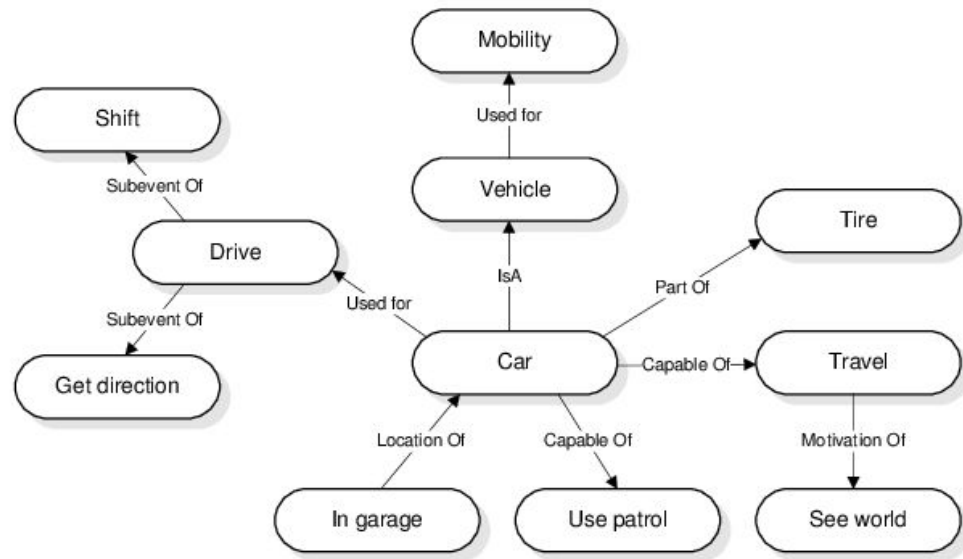 Mobility
Used for
Shift
Subevent Of
Vehicle
Tire
Drive
IsA
Part Of
Used for
Subevent Of
Get direction
Car
Capable Of
Travel
Location Of
Capable Of
Motivation Of
In garage
Use patrol
See world